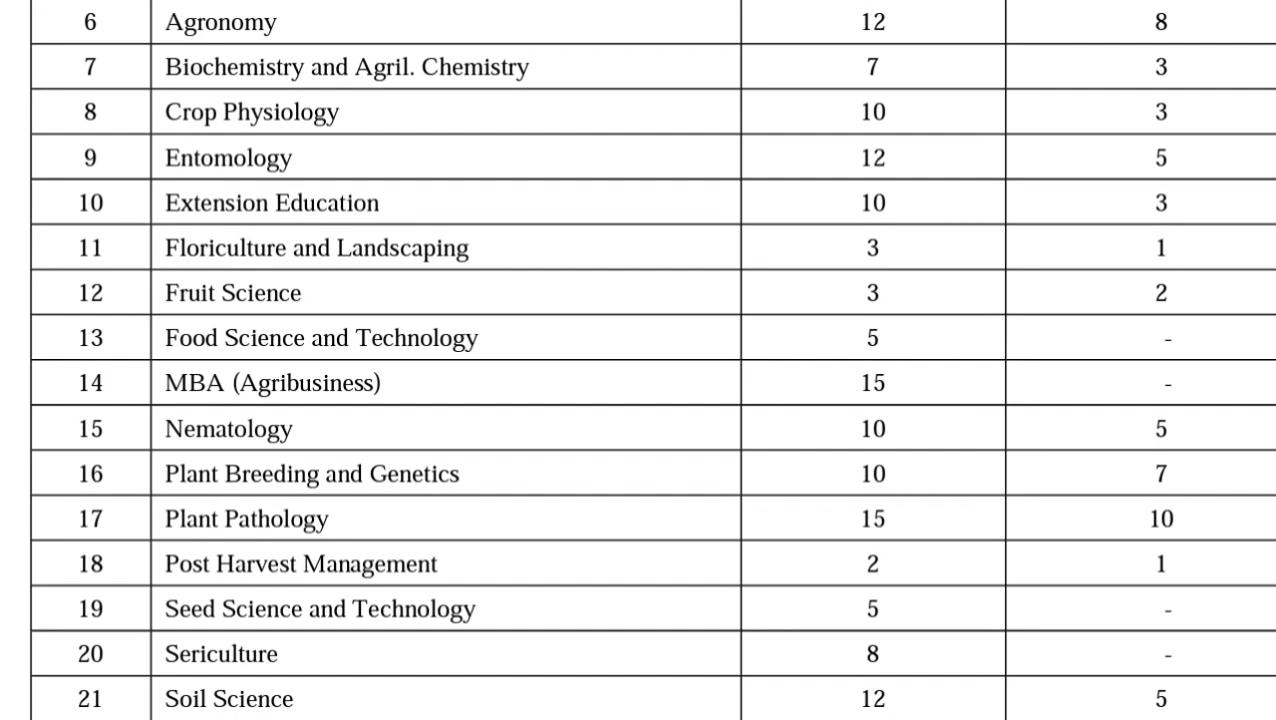 6 Agronomy 12 8
7 Biochemistry and Agril. Chemistry 7 3
8 Crop Physiology 10 3
9 Entomology 12 5
10 Extension Education 10 3
11 Floriculture and Landscaping 3 1
12 Fruit Science 3 2
13 Food Science and Technology 5 -
14 MBA (Agribusiness) 15 -
15 Nematology 10 5
16 Plant Breeding and Genetics 10 7
17 Plant Pathology 15 10
18 Post Harvest Management 2 1
19 Seed Science and Technology 5 -
20 Sericulture 8 -
21 Soil Science 12 5